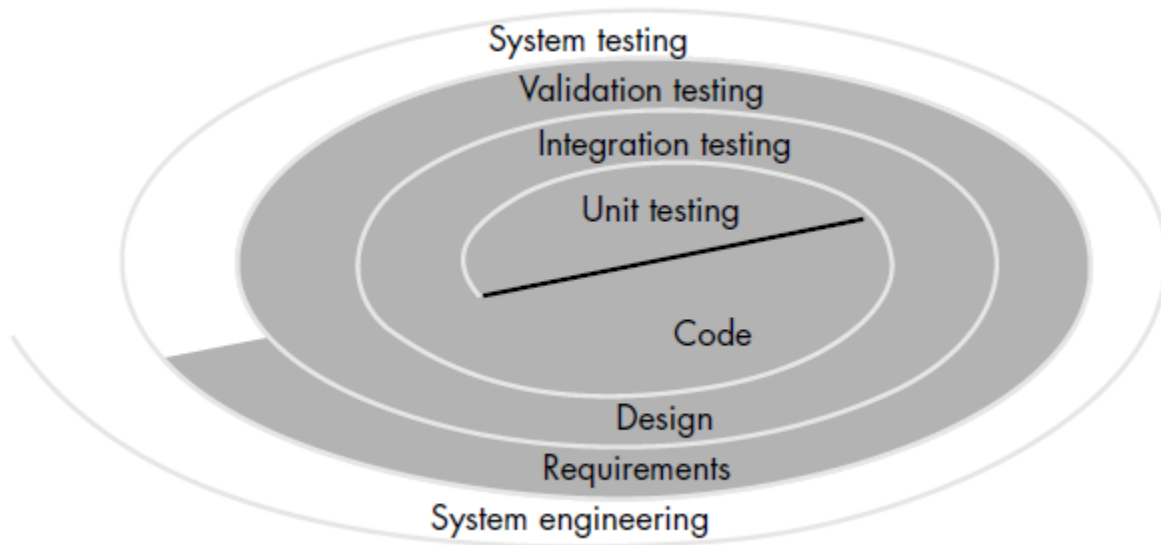 System testing
Validation testing
Integration testing
Unit testing
Code
Design
Requirements
System engineering